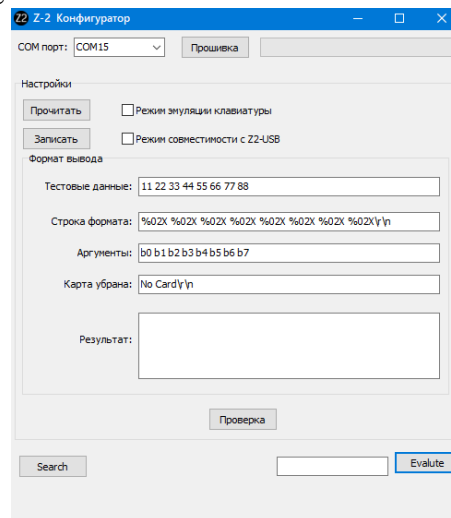 Z2 Z-2 Конфигуратор
COM порт: COM15 Прошивка
Настройки
Прочитать Режим эмуляции клавиатуры
Записать Режим совместимости с Z2-USB
Формат вывода
Тестовые данные: 11 22 33 44 55 66 77 88
Строка формата: %02X %02X %02X %02X %02X %02X %02X %02X\r\n
Аргументы: b0 b1 b2 b3 b4 b5 b6 b7
Карта убрана: No Card\r\n
Результат:
Проверка
Search Evalute